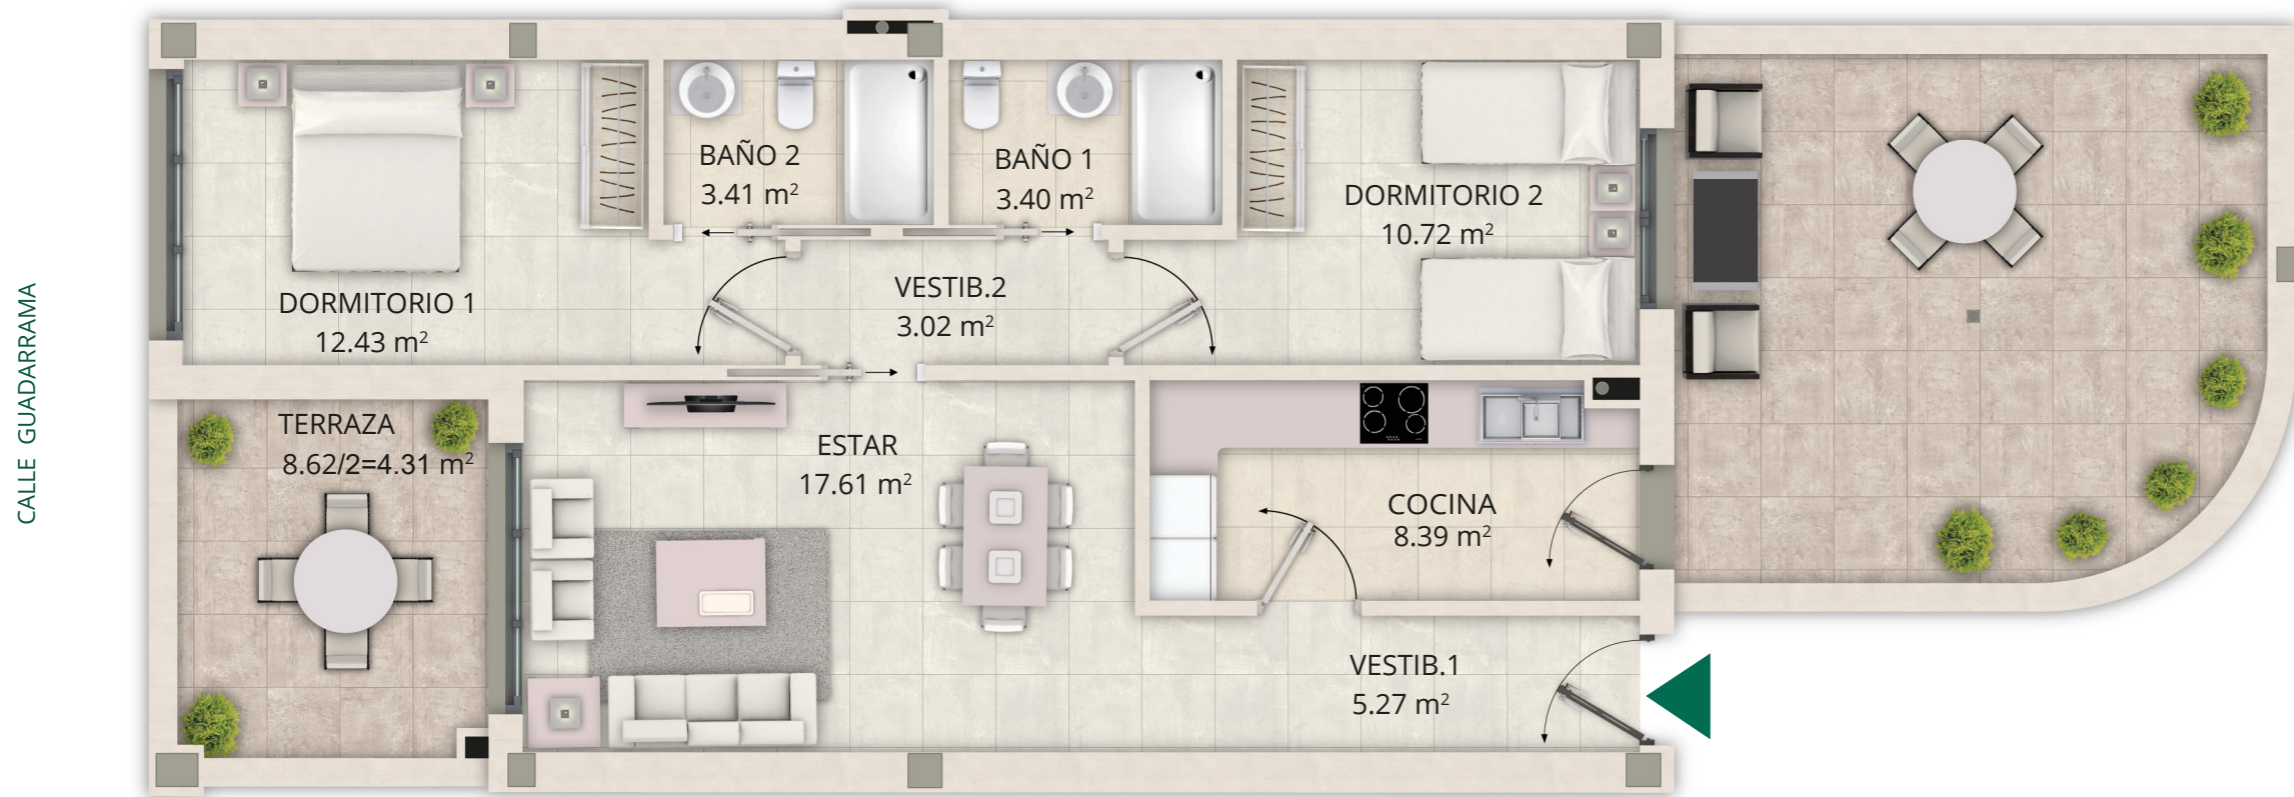 CALLE GUADARRAMA
BAÑO 2
3.41 m²
BAÑO 1
3.40 m²
DORMITORIO 2
10.72 m²
DORMITORIO 1
12.43 m²
VESTIB.2
3.02 m²
TERRAZA
8.62/2=4.31 m²
ESTAR
17.61 m²
COCINA
8.39 m²
VESTIB.1
5.27 m²